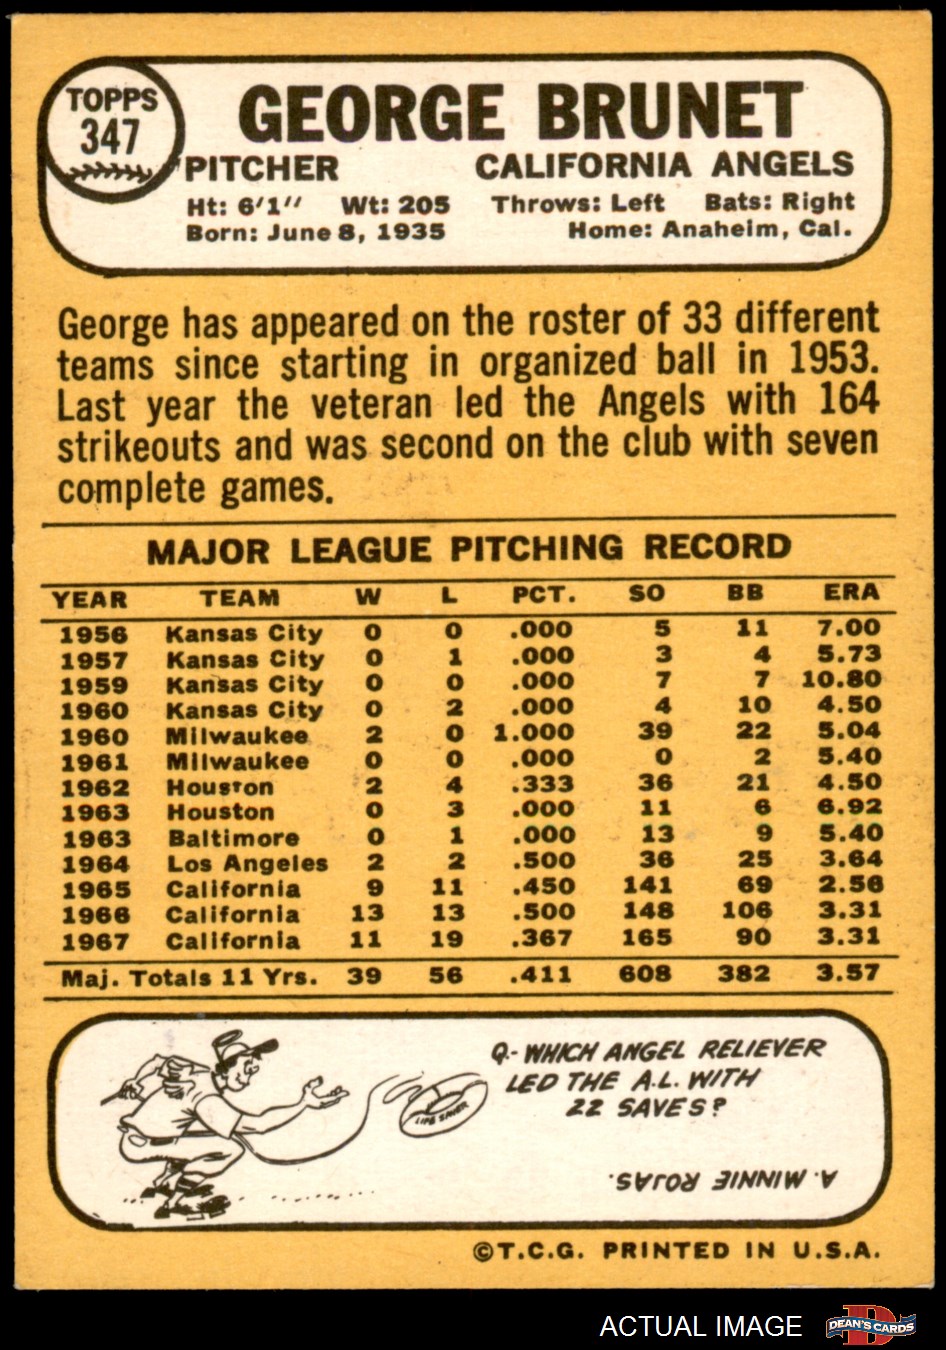 TOPPS
347
GEORGE BRUNET
PITCHER CALIFORNIA ANGELS
Ht: 6'1" Wt: 205 Throws: Left Bats: Right
Born: June 8, 1935 Home: Anaheim, Cal.
George has appeared on the roster of 33 different
teams since starting in organized ball in 1953.
Last year the veteran led the Angels with 164
strikeouts and was second on the club with seven
complete games.
MAJOR LEAGUE PITCHING RECORD
YEAR TEAM W L PCT. SO BB ERA
1956 Kansas City 0 0 .000 5 11 7.00
1957 Kansas City 0 1 .000 3 4 5.73
1959 Kansas City 0 0 .000 7 7 10.80
1960 Kansas City 0 2 .000 4 10 4.50
1960 Milwaukee 2 0 1.000 39 22 5.04
1961 Milwaukee 0 0 .000 0 2 5.40
1962 Houston 2 4 .333 36 21 4.50
1963 Houston 0 3 .000 11 6 6.92
1963 Baltimore 0 1 .000 13 9 5.40
1964 Los Angeles 2 2 .500 36 25 3.64
1965 California 9 11 .450 141 69 2.56
1966 California 13 13 .500 148 106 3.31
1967 California 11 19 .367 165 90 3.31
Maj. Totals 11 Yrs. 39 56 .411 608 382 3.57
Q.- WHICH ANGEL RELIEVER
LED THE A.L. WITH
22 SAVES?
LIFE SAVER
A. MINNIE ROJAS.
©T.C.G. PRINTED IN U.S.A.
ACTUAL IMAGE
D
DEAN'S CARDS